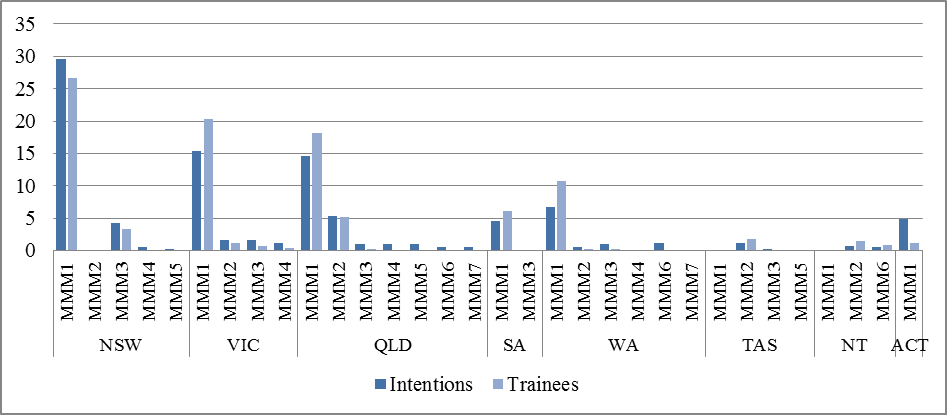 35
30
25
20
15
10
5
0
MMM1 MMM2 MMM3 MMM4 MMM5 MMM1 MMM2 MMM3 MMM4 MMM1 MMM2 MMM3 MMM4 MMM5 MMM6 MMM7 MMM1 MMM3 MMM1 MMM2 MMM3 MMM4 MMM6 MMM7 MMM1 MMM2 MMM3 MMM5 MMM1 MMM2 MMM6 MMM1
NSW VIC QLD SA WA TAS NT ACT
Intentions Trainees